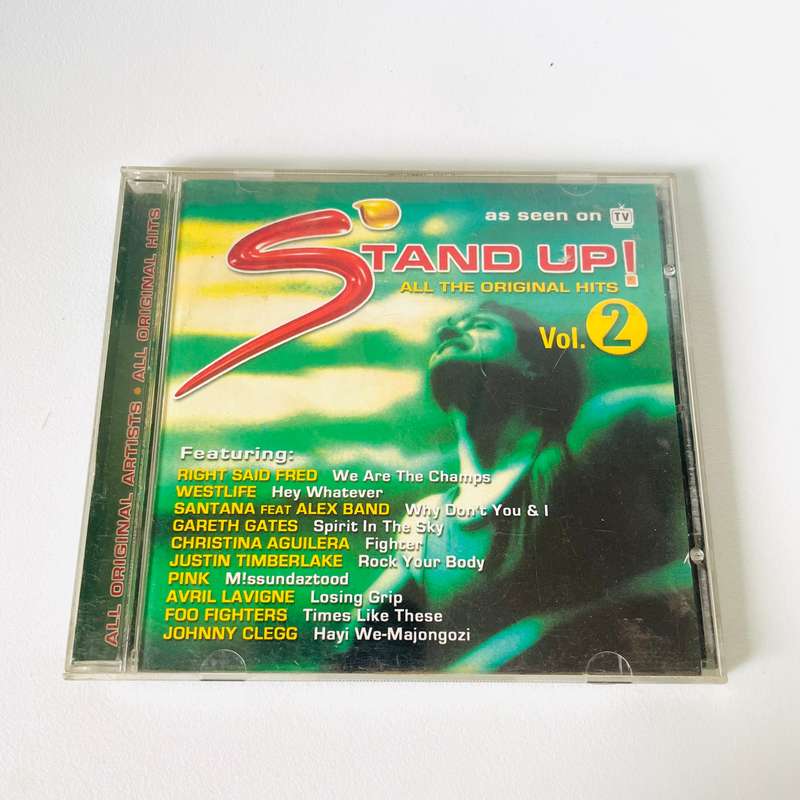 ALL ORIGINAL ARTISTS • ALL ORIGINAL HITS
as seen on TV
STAND UP!
ALL THE ORIGINAL HITS
Vol. 2
Featuring:
RIGHT SAID FRED We Are The Champs
WESTLIFE Hey Whatever
SANTANA FEAT ALEX BAND Why Don't You & I
GARETH GATES Spirit In The Sky
CHRISTINA AGUILERA Fighter
JUSTIN TIMBERLAKE Rock Your Body
PINK M!ssundaztood
AVRIL LAVIGNE Losing Grip
FOO FIGHTERS Times Like These
JOHNNY CLEGG Hayi We-Majongozi